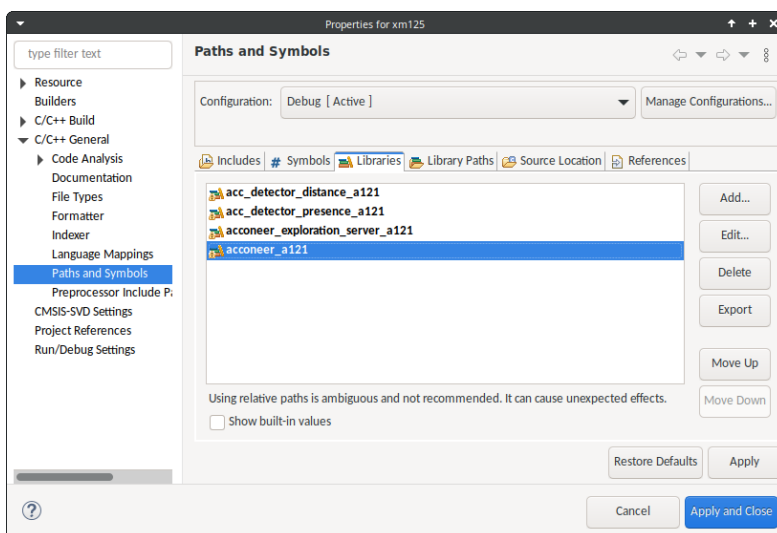 Properties for xm125
type filter text
Resource
Builders
C/C++ Build
C/C++ General
Code Analysis
Documentation
File Types
Formatter
Indexer
Language Mappings
Paths and Symbols
Preprocessor Include Pa
CMSIS-SVD Settings
Project References
Run/Debug Settings
Paths and Symbols
Configuration: Debug [ Active ] Manage Configurations...
Includes # Symbols Libraries Library Paths Source Location References
acc_detector_distance_a121
acc_detector_presence_a121
acconeer_exploration_server_a121
acconeer_a121
Add...
Edit...
Delete
Export
Move Up
Move Down
Using relative paths is ambiguous and not recommended. It can cause unexpected effects.
Show built-in values
Restore Defaults Apply
? Cancel Apply and Close